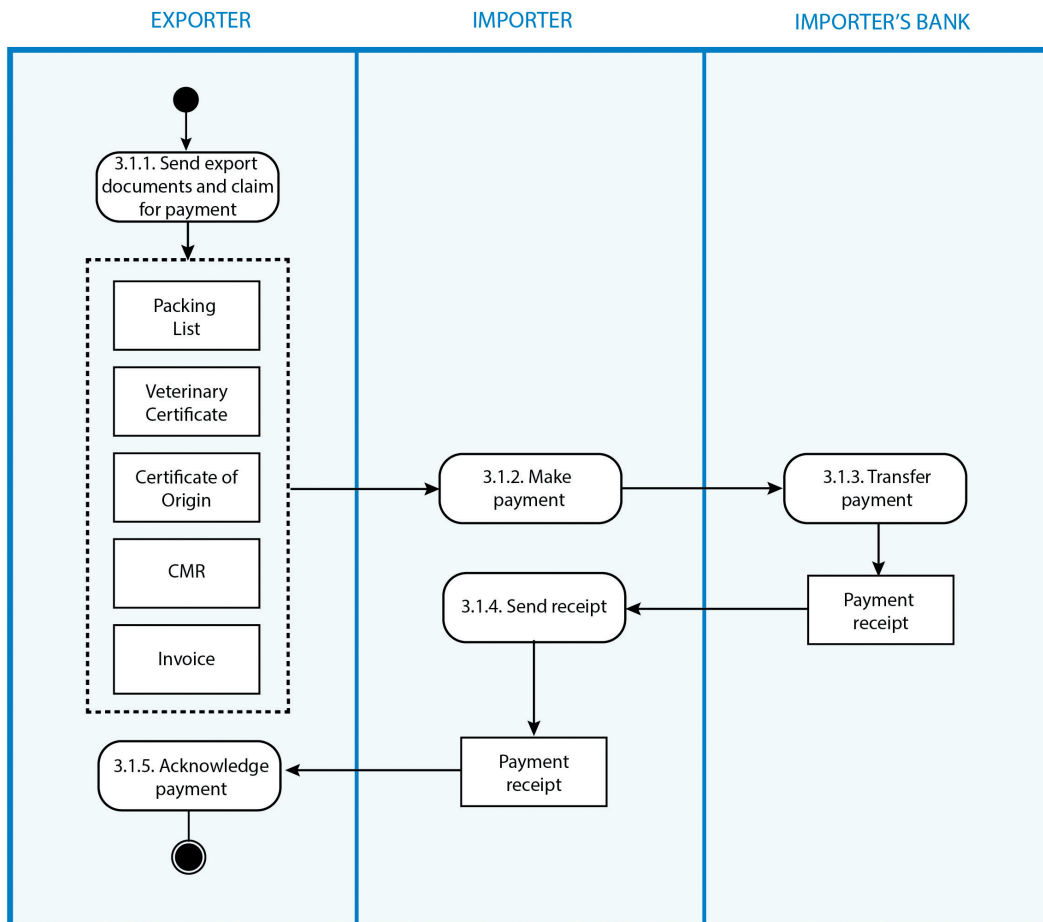 EXPORTER
IMPORTER
IMPORTER'S BANK
3.1.1. Send export
documents and claim
for payment
Packing
List
Veterinary
Certificate
Certificate of
Origin
CMR
Invoice
3.1.2. Make
payment
3.1.3. Transfer
payment
Payment
receipt
3.1.4. Send receipt
Payment
receipt
3.1.5. Acknowledge
payment